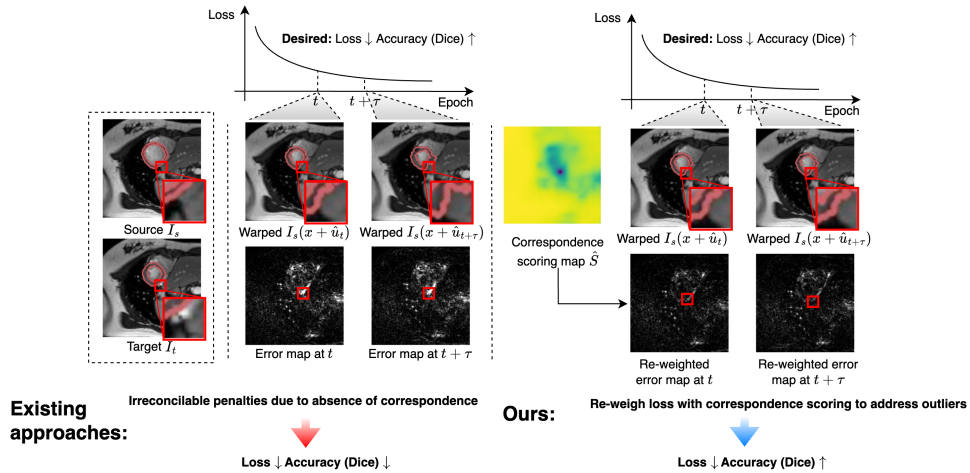 Loss
Desired: Loss ↓ Accuracy (Dice) ↑
t
t + τ
Epoch
Source I_s
Target I_t
Warped I_s(x + û_t)
Warped I_s(x + û_{t+τ})
Error map at t
Error map at t + τ
Existing
approaches:
Irreconcilable penalties due to absence of correspondence
Loss ↓ Accuracy (Dice) ↓
Loss
Desired: Loss ↓ Accuracy (Dice) ↑
t
t + τ
Epoch
Correspondence
scoring map Ŝ
Warped I_s(x + û_t)
Warped I_s(x + û_{t+τ})
Re-weighted
error map at t
Re-weighted error
map at t + τ
Ours:
Re-weigh loss with correspondence scoring to address outliers
Loss ↓ Accuracy (Dice) ↑